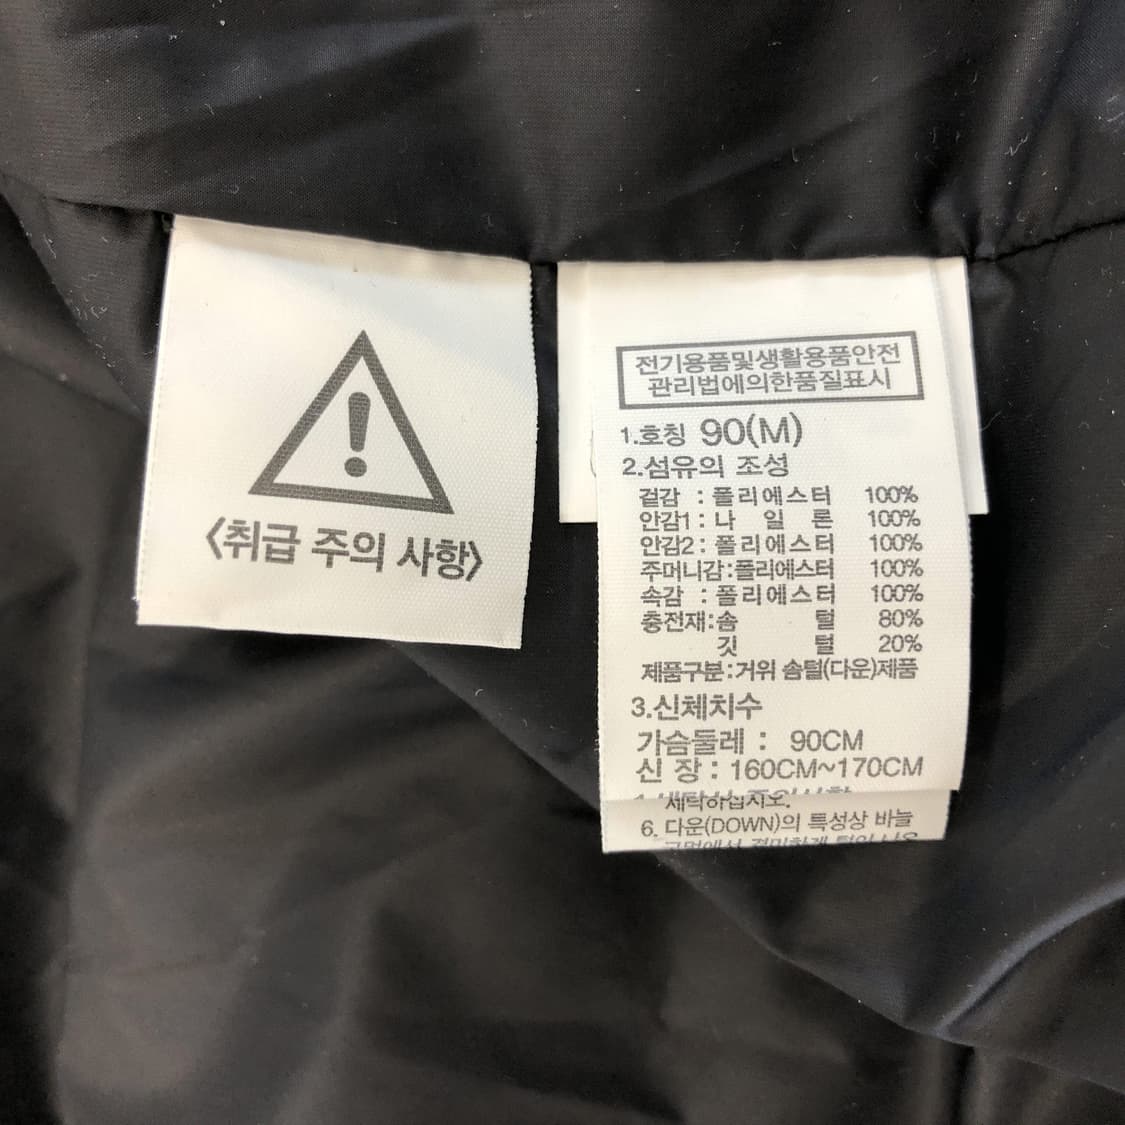 <취급 주의 사항>
전기용품및생활용품안전
관리법에의한품질표시
1.호칭 90(M)
2.섬유의 조성
겉감 : 폴리에스터 100%
안감1 : 나 일 론 100%
안감2 : 폴리에스터 100%
주머니감:폴리에스터 100%
속감 : 폴리에스터 100%
충전재:솜 털 80%
깃 털 20%
제품구분:거위 솜털(다운)제품
3.신체치수
가슴둘레 : 90CM
신 장 : 160CM~170CM
세탁하십시오.
6. 다운(DOWN)의 특성상 바늘